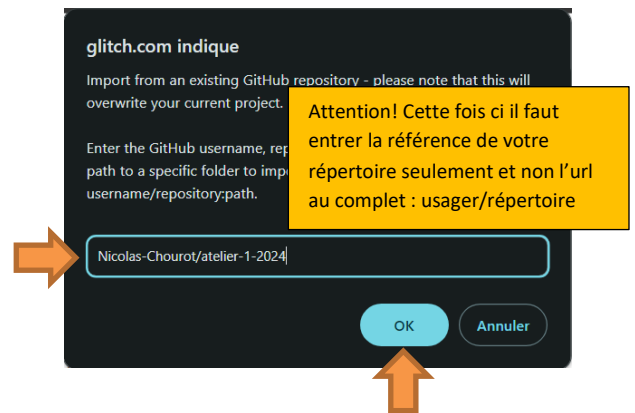 glitch.com indique
Import from an existing GitHub repository - please note that this will
overwrite your current project.
Enter the GitHub username, rep
path to a specific folder to imp
username/repository:path.
Attention! Cette fois ci il faut
entrer la référence de votre
répertoire seulement et non l’url
au complet : usager/répertoire
Nicolas-Chourot/atelier-1-2024
OK
Annuler